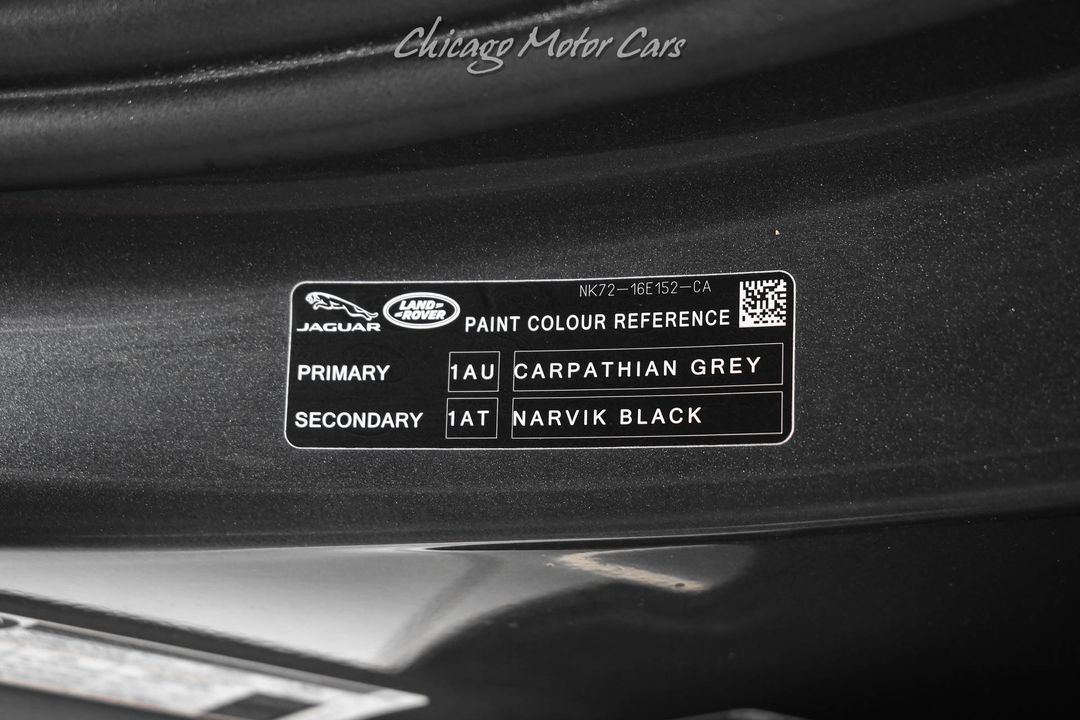 Chicago Motor Cars
NK72-16E152-CA
JAGUAR
LAND-
-ROVER
PAINT COLOUR REFERENCE
PRIMARY 1AU CARPATHIAN GREY
SECONDARY 1AT NARVIK BLACK